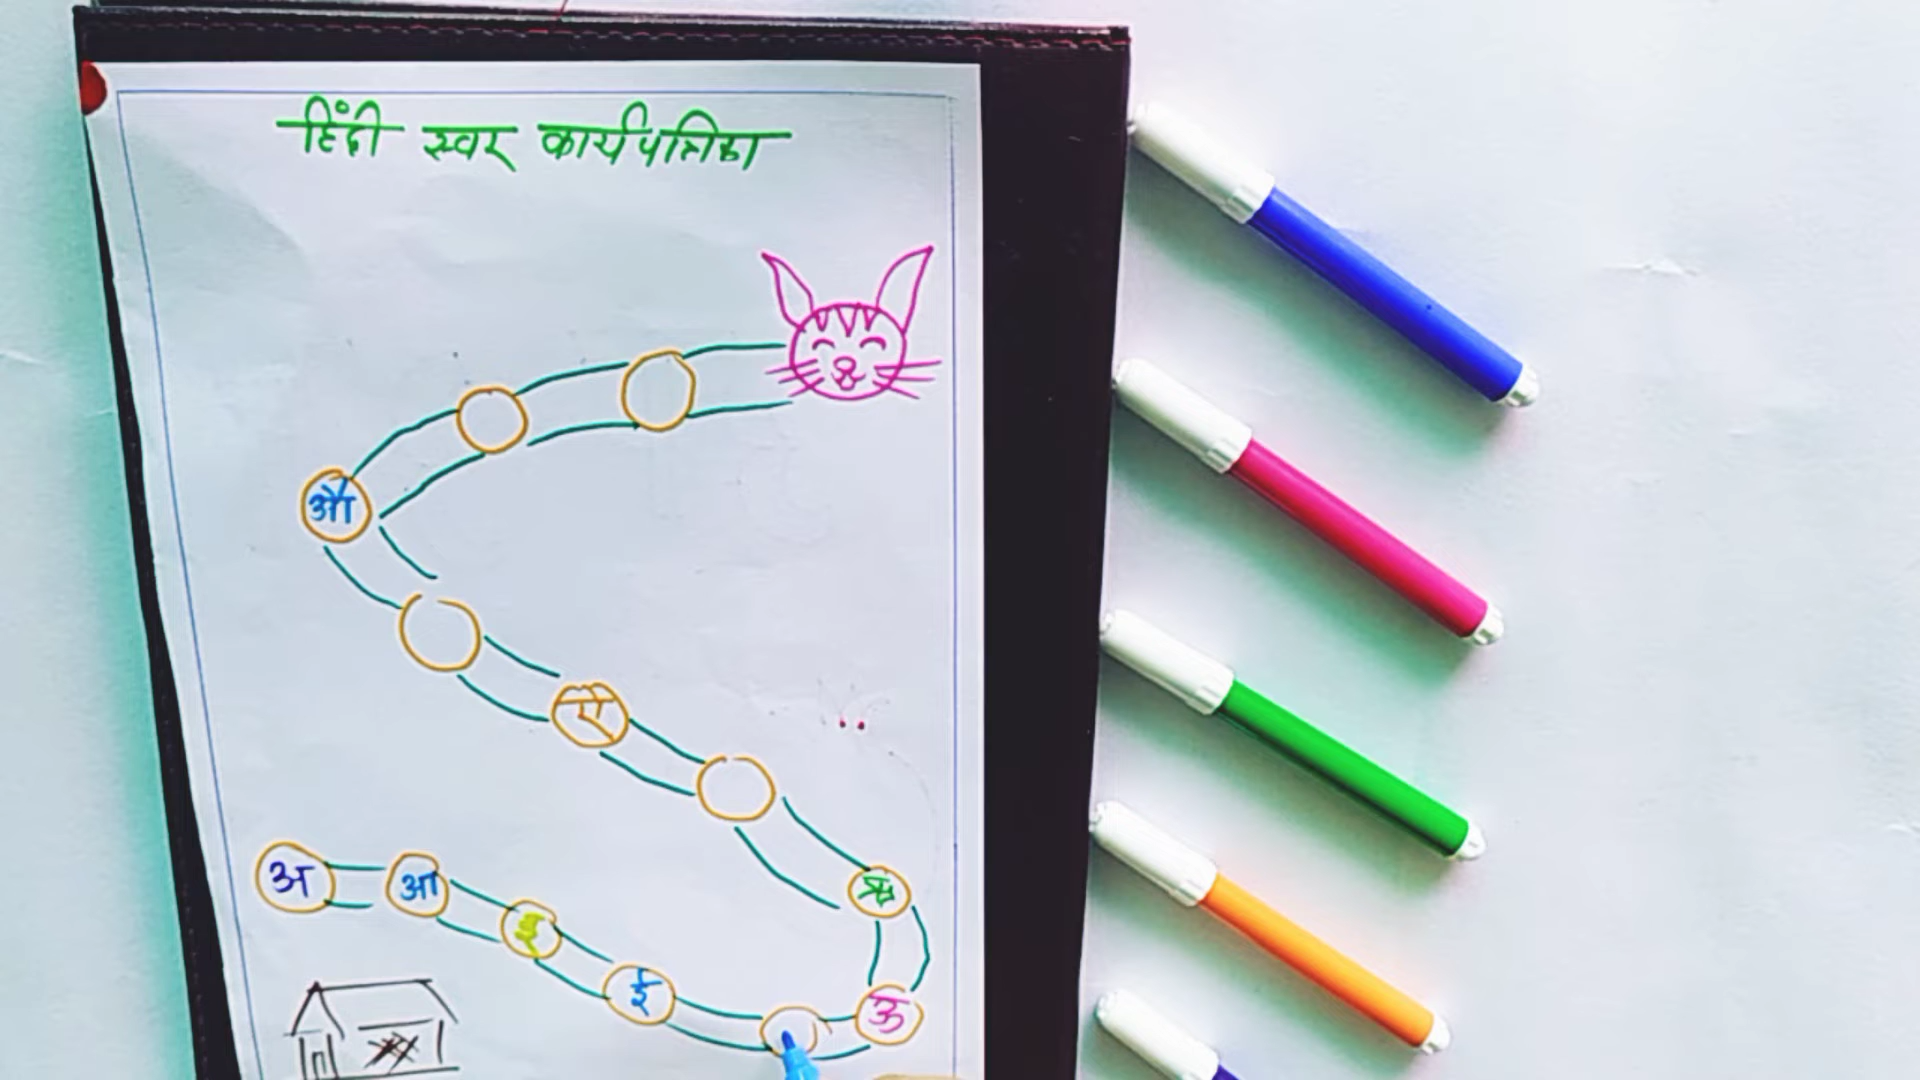 हिंदी स्वर कार्यपत्रिका
औ
ऐ
ऋ
अ आ इ ई ऊ